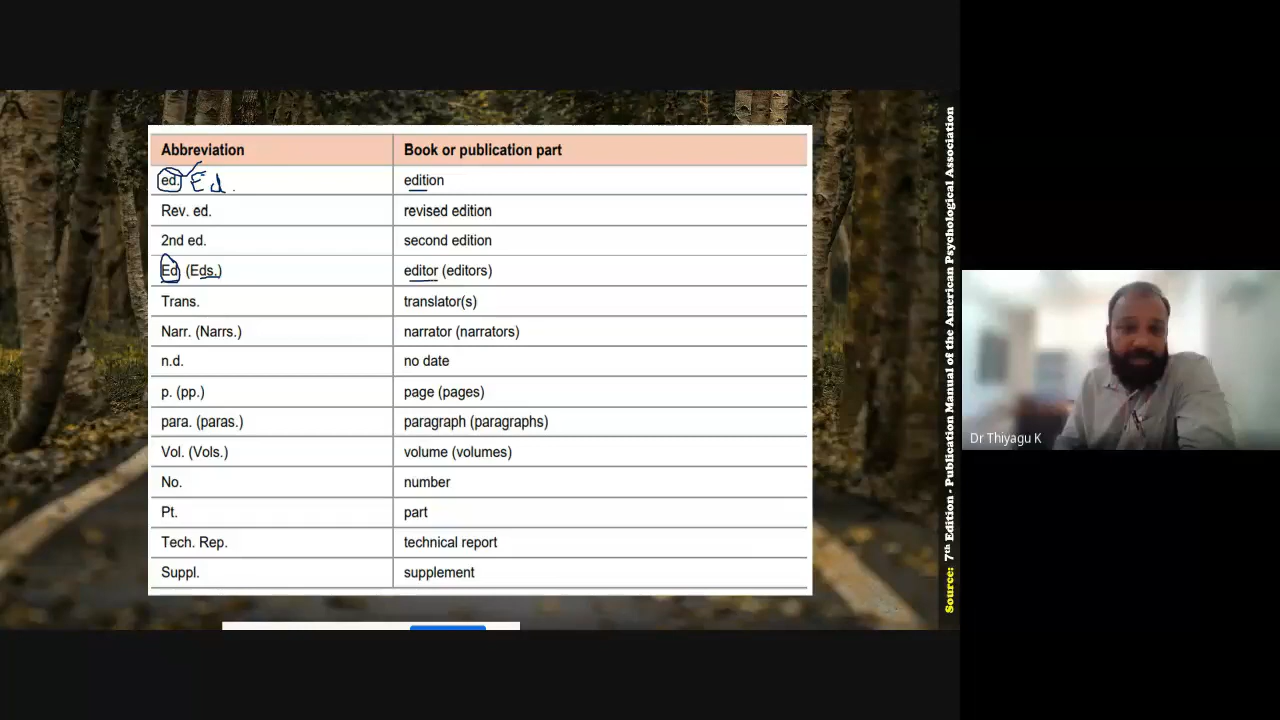 Abbreviation Book or publication part
ed. Ed. edition
Rev. ed. revised edition
2nd ed. second edition
Ed (Eds.) editor (editors)
Trans. translator(s)
Narr. (Narrs.) narrator (narrators)
n.d. no date
p. (pp.) page (pages)
para. (paras.) paragraph (paragraphs)
Vol. (Vols.) volume (volumes)
No. number
Pt. part
Tech. Rep. technical report
Suppl. supplement
Source: 7th Edition - Publication Manual of the American Psychological Association
Dr Thiyagu K